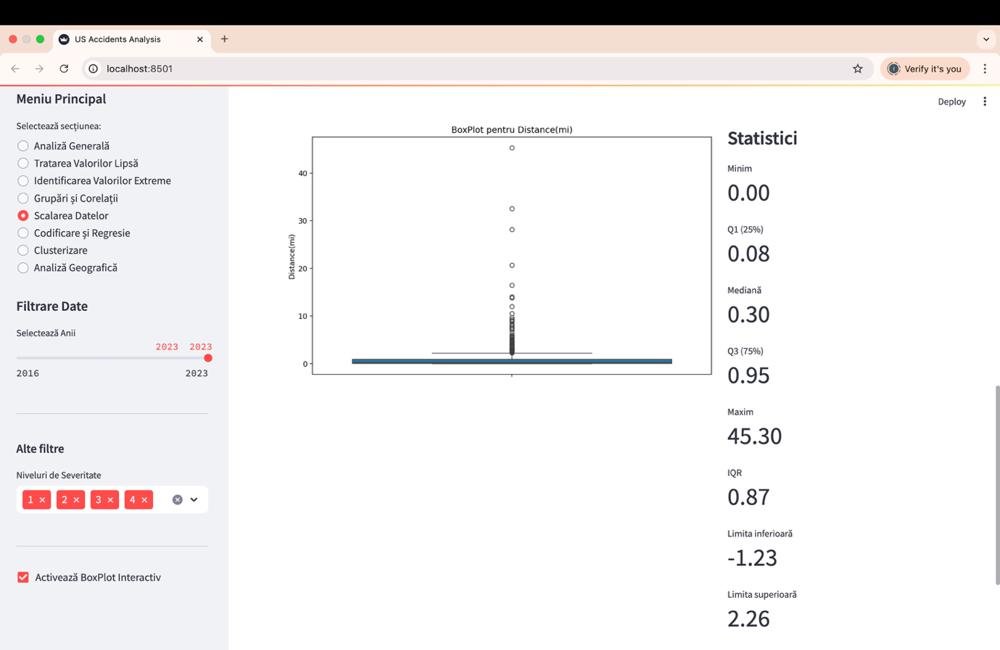 US Accidents Analysis
localhost:8501
Verify it's you
Deploy
Meniu Principal
Selectează secțiunea:
Analiză Generală
Tratarea Valorilor Lipsă
Identificarea Valorilor Extreme
Grupări și Corelații
Scalarea Datelor
Codificare și Regresie
Clusterizare
Analiză Geografică
Filtrare Date
Selectează Anii
2023 2023
2016 2023
Alte filtre
Niveluri de Severitate
1 2 3 4
Activează BoxPlot Interactiv
BoxPlot pentru Distance(mi)
Distance(mi)
40
30
20
10
0
Statistici
Minim
0.00
Q1 (25%)
0.08
Mediană
0.30
Q3 (75%)
0.95
Maxim
45.30
IQR
0.87
Limita inferioară
-1.23
Limita superioară
2.26